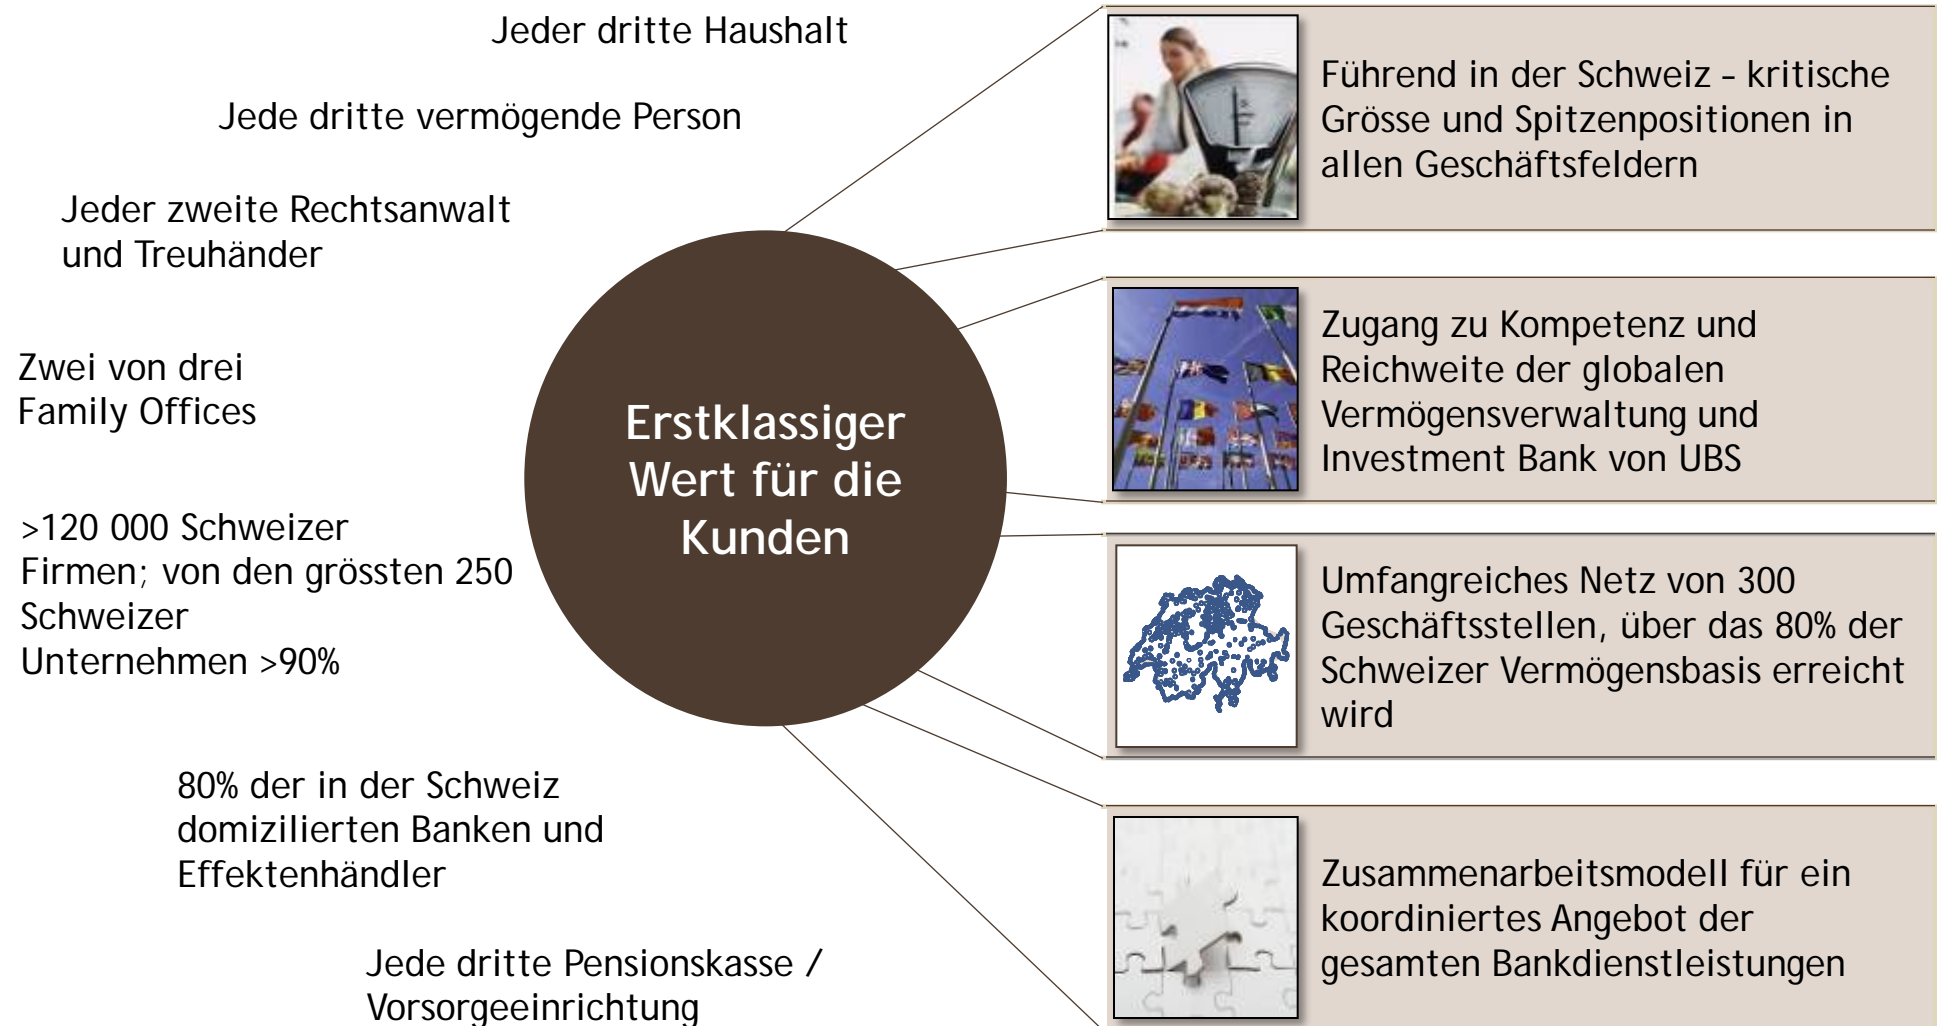 Jeder dritte Haushalt
Jede dritte vermögende Person
Jeder zweite Rechtsanwalt
und Treuhänder
Zwei von drei
Family Offices
>120 000 Schweizer
Firmen; von den grössten 250
Schweizer
Unternehmen >90%
80% der in der Schweiz
domizilierten Banken und
Effektenhändler
Jede dritte Pensionskasse /
Vorsorgeeinrichtung
Erstklassiger
Wert für die
Kunden
Führend in der Schweiz – kritische
Grösse und Spitzenpositionen in
allen Geschäftsfeldern
Zugang zu Kompetenz und
Reichweite der globalen
Vermögensverwaltung und
Investment Bank von UBS
Umfangreiches Netz von 300
Geschäftsstellen, über das 80% der
Schweizer Vermögensbasis erreicht
wird
Zusammenarbeitsmodell für ein
koordiniertes Angebot der
gesamten Bankdienstleistungen